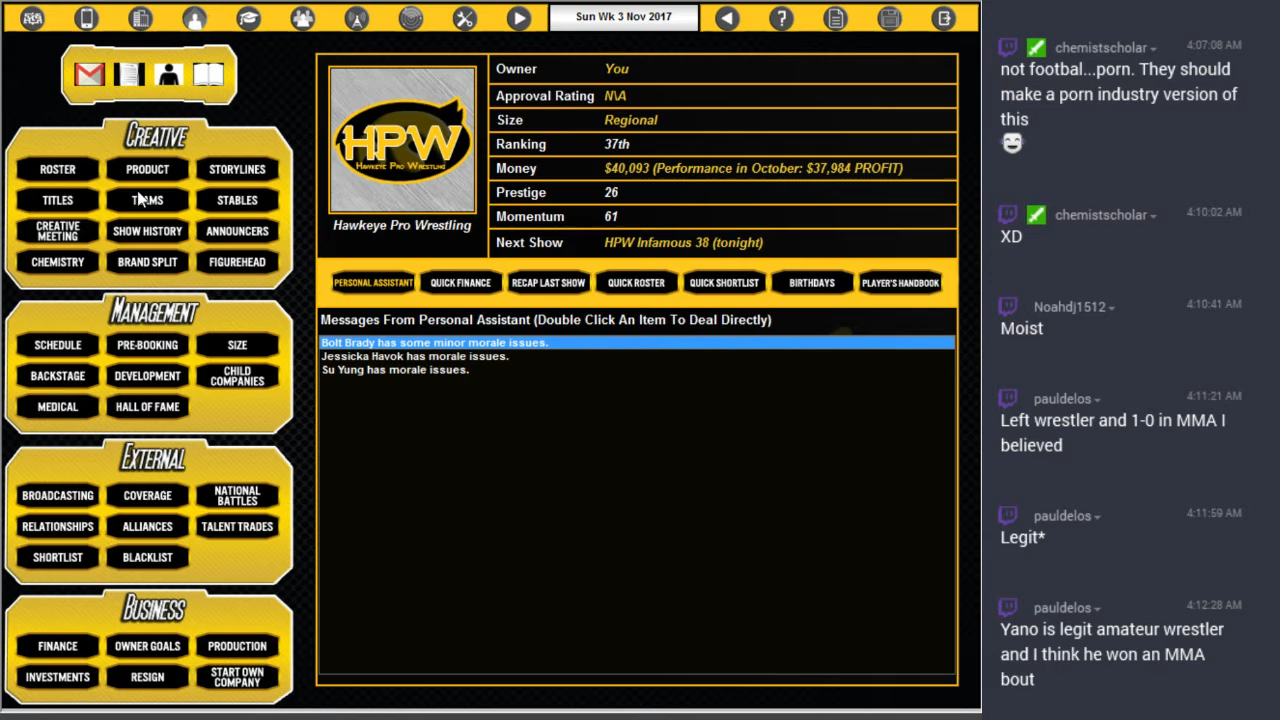 Sun Wk 3 Nov 2017
CREATIVE
ROSTER
PRODUCT
STORYLINES
TITLES
TEAMS
STABLES
CREATIVE
MEETING
SHOW HISTORY
ANNOUNCERS
CHEMISTRY
BRAND SPLIT
FIGUREHEAD
MANAGEMENT
SCHEDULE
PRE-BOOKING
SIZE
BACKSTAGE
DEVELOPMENT
CHILD
COMPANIES
MEDICAL
HALL OF FAME
EXTERNAL
BROADCASTING
COVERAGE
NATIONAL
BATTLES
RELATIONSHIPS
ALLIANCES
TALENT TRADES
SHORTLIST
BLACKLIST
BUSINESS
FINANCE
OWNER GOALS
PRODUCTION
INVESTMENTS
RESIGN
START OWN
COMPANY
HPW
HAWKEYE PRO WRESTLING
Hawkeye Pro Wrestling
Owner You
Approval Rating N\A
Size Regional
Ranking 37th
Money $40,093 (Performance in October: $37,984 PROFIT)
Prestige 26
Momentum 61
Next Show HPW Infamous 38 (tonight)
PERSONAL ASSISTANT
QUICK FINANCE
RECAP LAST SHOW
QUICK ROSTER
QUICK SHORTLIST
BIRTHDAYS
PLAYER'S HANDBOOK
Messages From Personal Assistant (Double Click An Item To Deal Directly)
Bolt Brady has some minor morale issues.
Jessicka Havok has morale issues.
Su Yung has morale issues.
chemistscholar 4:07:08 AM
not footbal...porn. They should
make a porn industry version of
this
chemistscholar 4:10:02 AM
XD
Noahdj1512 4:10:41 AM
Moist
pauldelos 4:11:21 AM
Left wrestler and 1-0 in MMA I
believed
pauldelos 4:11:59 AM
Legit*
pauldelos 4:12:28 AM
Yano is legit amateur wrestler
and I think he won an MMA
bout